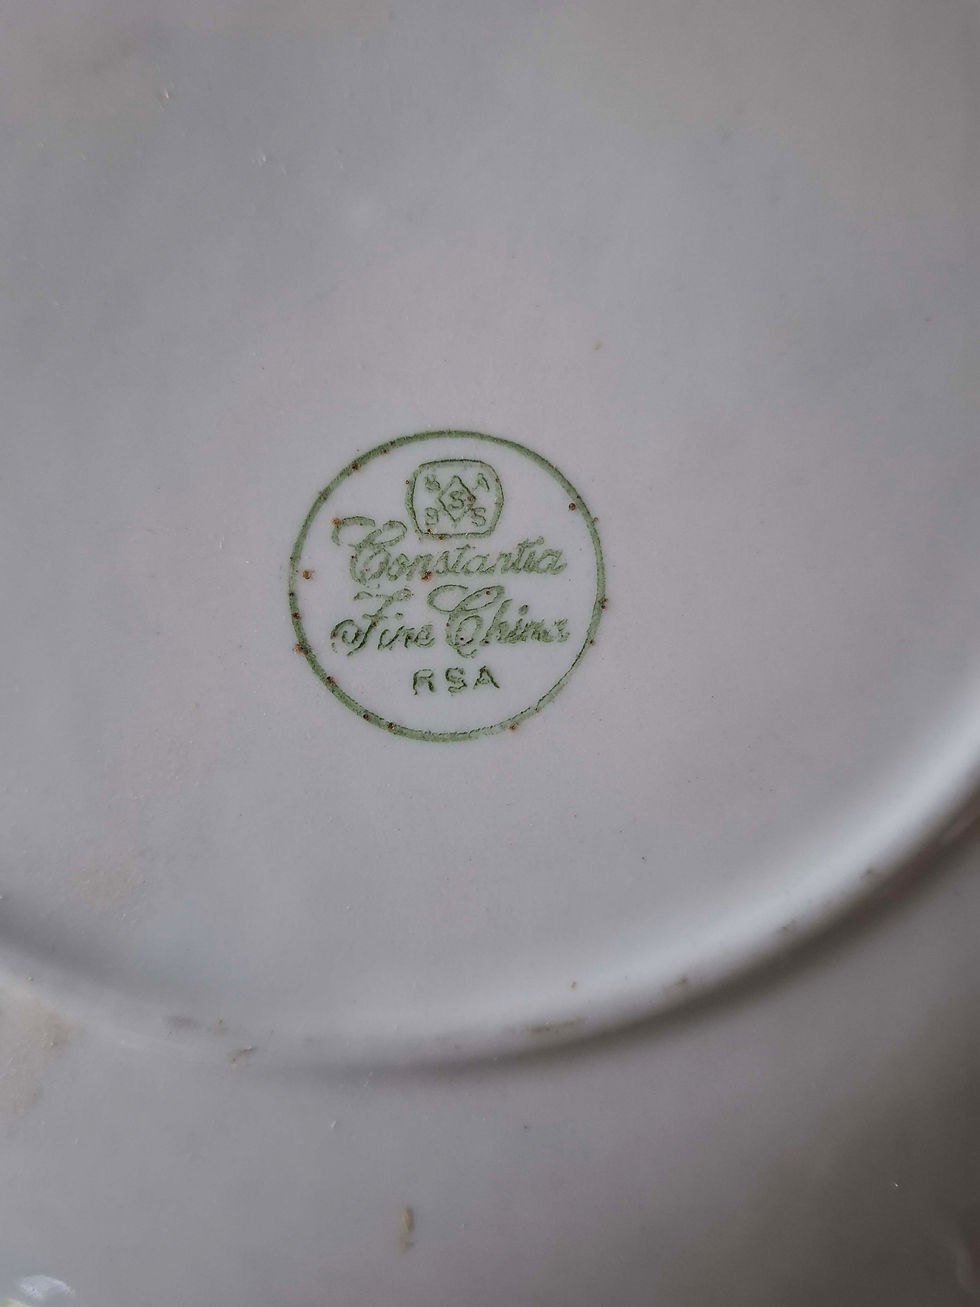 S A
S
B S
Constantia
Fine China
RSA